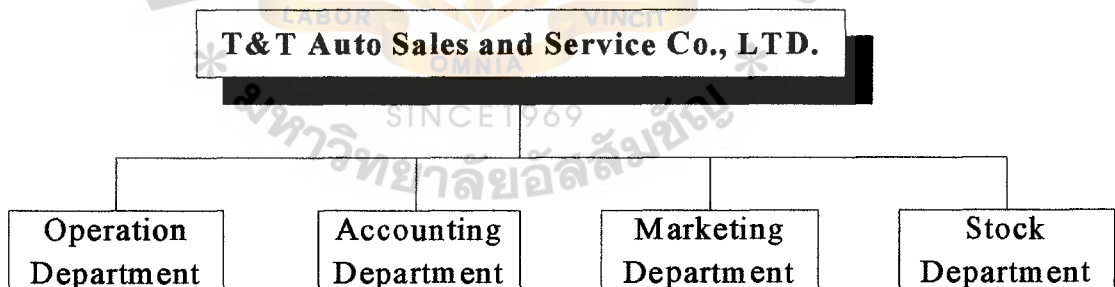 LABOR VINCIT
T&T Auto Sales and Service Co., LTD.
OMNIA
SINCE1969
มหาวิทยาลัยอัสสัมชัญ
Operation Accounting Marketing Stock
Department Department Department Department